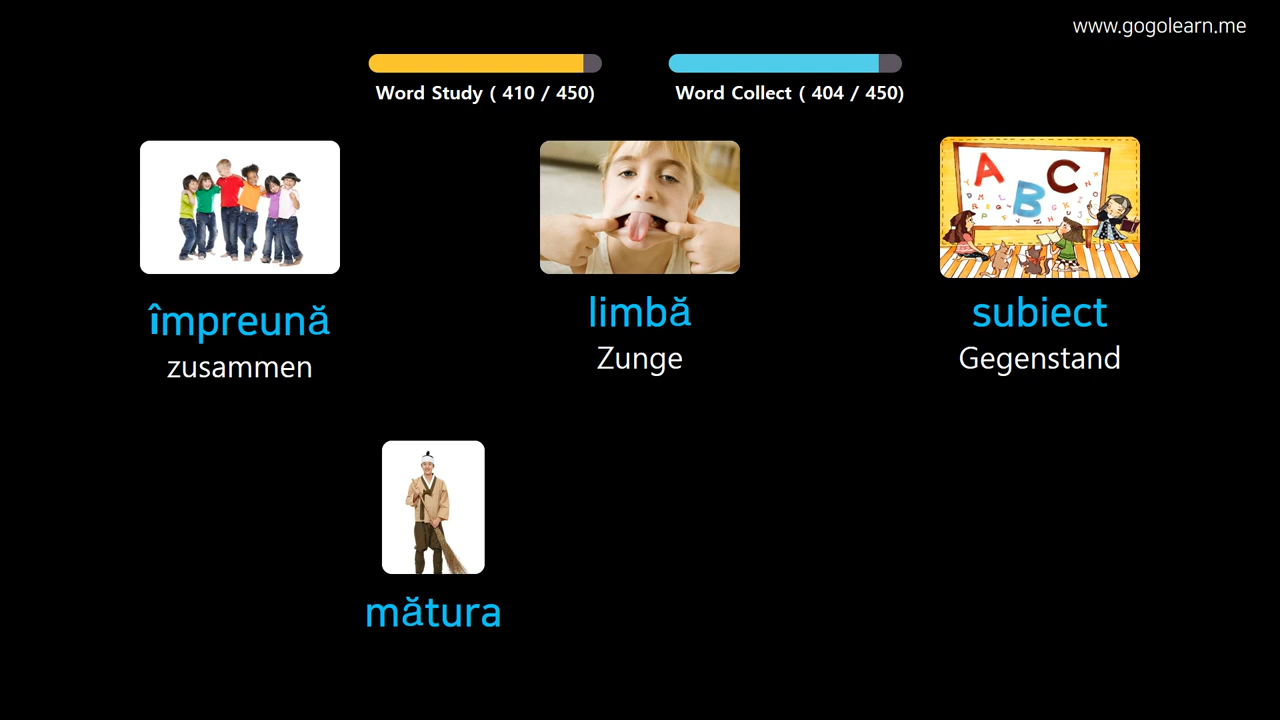 www.gogolearn.me
Word Study ( 410 / 450)
Word Collect ( 404 / 450)
împreună
zusammen
limbă
Zunge
A B C
subiect
Gegenstand
mătura